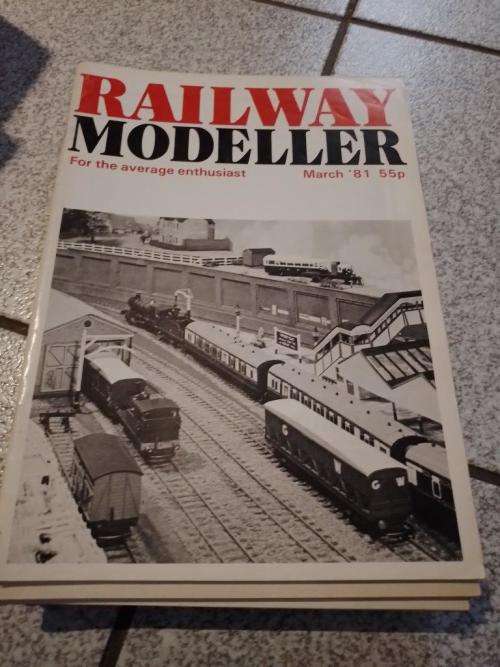 RAILWAY
MODELLER
For the average enthusiast March '81 55p
G W